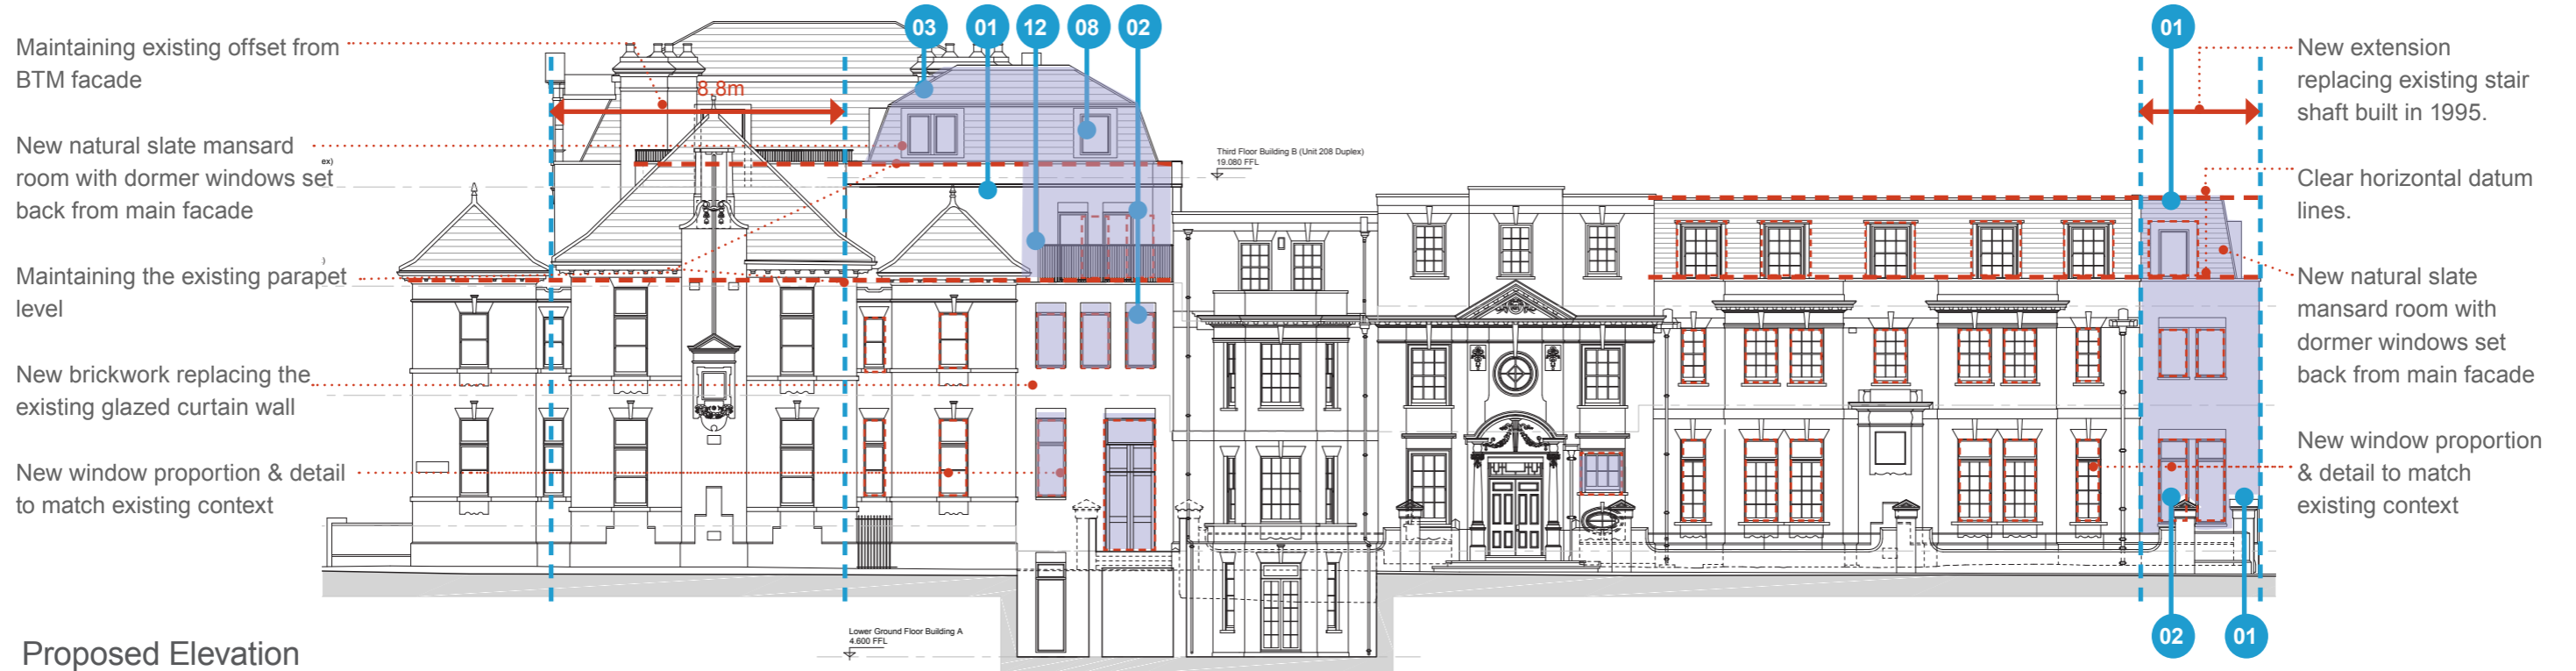 03
01
12
08
02
01
Maintaining existing offset from
BTM facade
New natural slate mansard
room with dormer windows set
back from main facade
Maintaining the existing parapet
level
New brickwork replacing the
existing glazed curtain wall
New window proportion & detail
to match existing context
8.8m
ex)
)
Third Floor Building B (Unit 208 Duplex)
19.080 FFL
Lower Ground Floor Building A
4.600 FFL
New extension
replacing existing stair
shaft built in 1995.
Clear horizontal datum
lines.
New natural slate
mansard room with
dormer windows set
back from main facade
New window proportion
& detail to match
existing context
02
01
Proposed Elevation